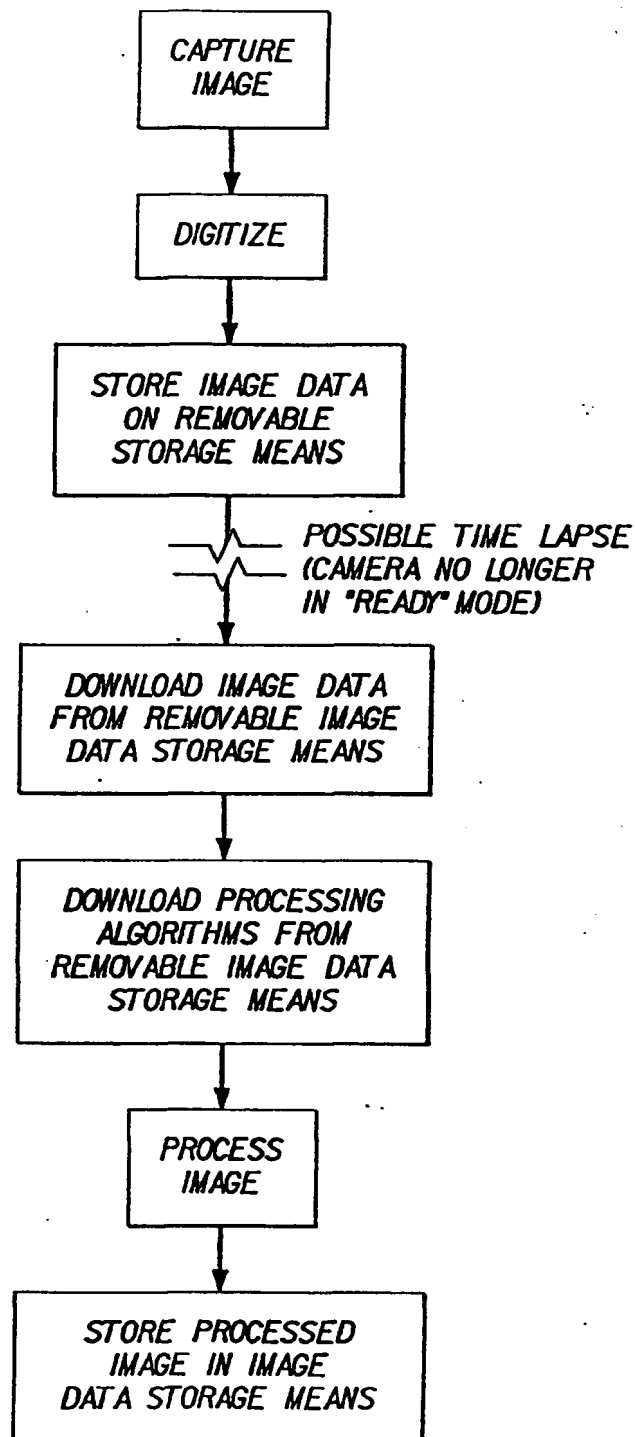 CAPTURE
IMAGE
DIGITIZE
STORE IMAGE DATA
ON REMOVABLE
STORAGE MEANS
POSSIBLE TIME LAPSE
(CAMERA NO LONGER
IN "READY" MODE)
DOWNLOAD IMAGE DATA
FROM REMOVABLE IMAGE
DATA STORAGE MEANS
DOWNLOAD PROCESSING
ALGORITHMS FROM
REMOVABLE IMAGE DATA
STORAGE MEANS
PROCESS
IMAGE
STORE PROCESSED
IMAGE IN IMAGE
DATA STORAGE MEANS